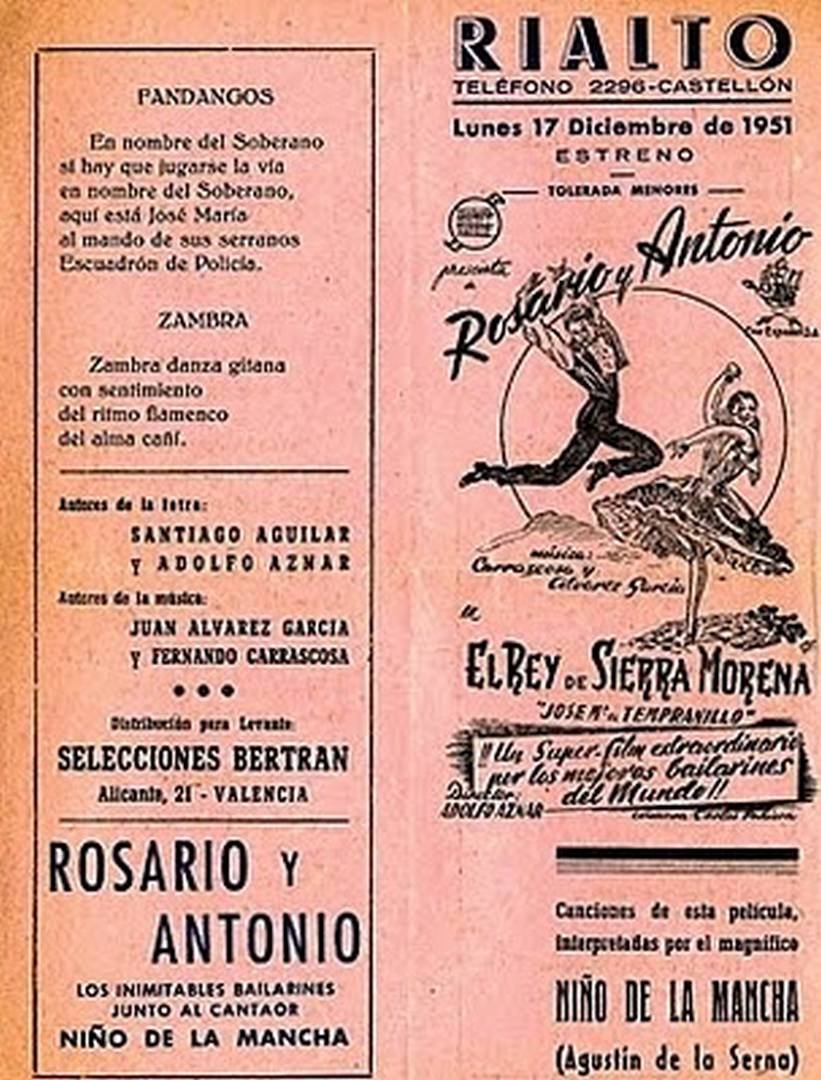 FANDANGOS
En nombre del Soberano
si hay que jugarse la vía
en nombre del Soberano,
aquí está José María
al mando de sus serranos
Escuadrón de Policía.
ZAMBRA
Zambra danza gitana
con sentimiento
del ritmo flamenco
del alma cañí.
Autores de la letra:
SANTIAGO AGUILAR
Y ADOLFO AZNAR
Autores de la música:
JUAN ALVAREZ GARCIA
Y FERNANDO CARRASCOSA
Distribución para Levante:
SELECCIONES BERTRAN
Alicante, 21 - VALENCIA
ROSARIO Y
ANTONIO
LOS INIMITABLES BAILARINES
JUNTO AL CANTAOR
NIÑO DE LA MANCHA
RIALTO
TELÉFONO 2296-CASTELLÓN
Lunes 17 Diciembre de 1951
ESTRENO
TOLERADA MENORES
presenta
a
Rosario y Antonio
música:
Carrascosa y
Alvarez García
EL REY DE SIERRA MORENA
"JOSE Mª EL TEMPRANILLO"
!!Un Super-film extraordinario
por los mejores bailarines
del Mundo!!
Director:
ADOLFO AZNAR
Canciones de esta película,
interpretadas por el magnífico
NIÑO DE LA MANCHA
(Agustín de la Serna)